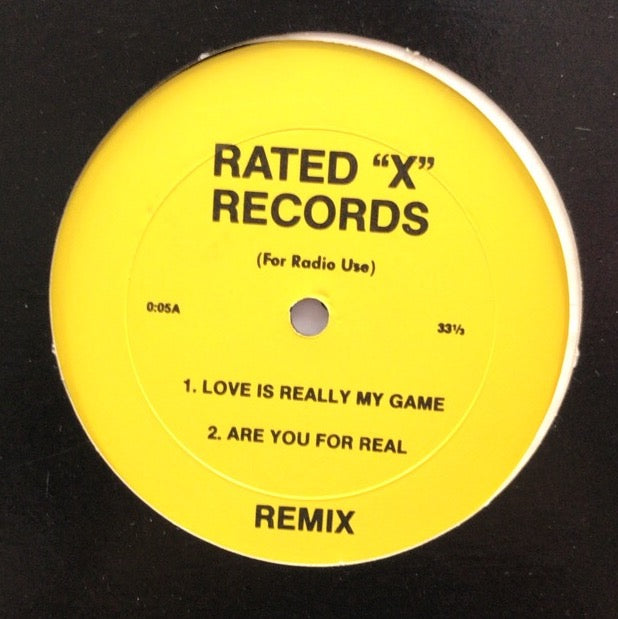 RATED “X”
RECORDS
(For Radio Use)
0:05A
33⅓
1. LOVE IS REALLY MY GAME
2. ARE YOU FOR REAL
REMIX